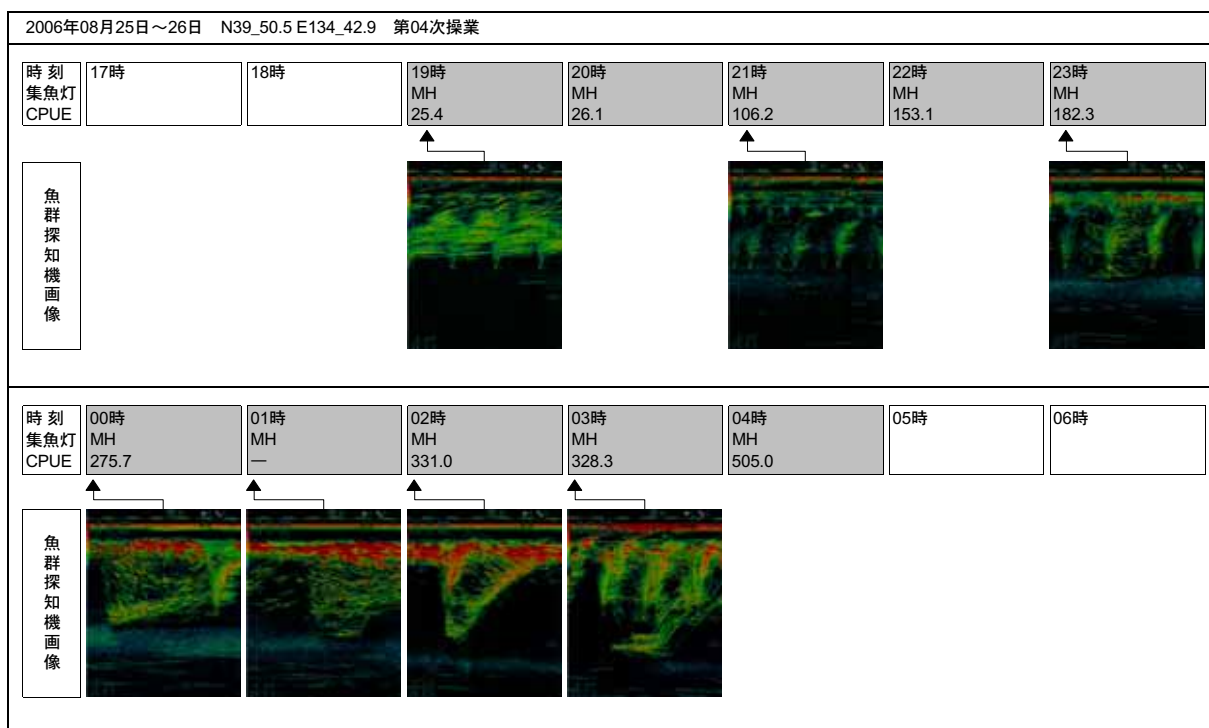 2006年08月25日～26日 N39_50.5 E134_42.9 第04次操業
時 刻
集魚灯
CPUE
17時
18時
19時
MH
25.4
20時
MH
26.1
21時
MH
106.2
22時
MH
153.1
23時
MH
182.3
魚群探知機画像
時 刻
集魚灯
CPUE
00時
MH
275.7
01時
MH
—
02時
MH
331.0
03時
MH
328.3
04時
MH
505.0
05時
06時
魚群探知機画像